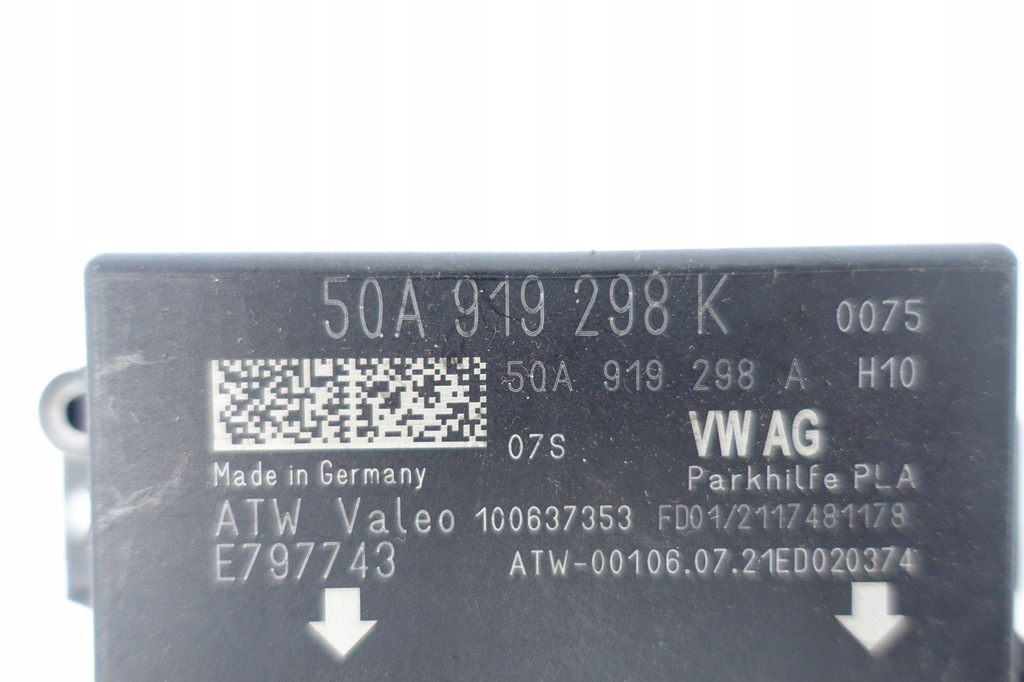 5QA 919 298 K 0075
5QA 919 298 A H10
07S VW AG
Made in Germany Parkhilfe PLA
ATW Valeo 100637353 FD01/2117481178
E797743 ATW-00106.07.21ED020374